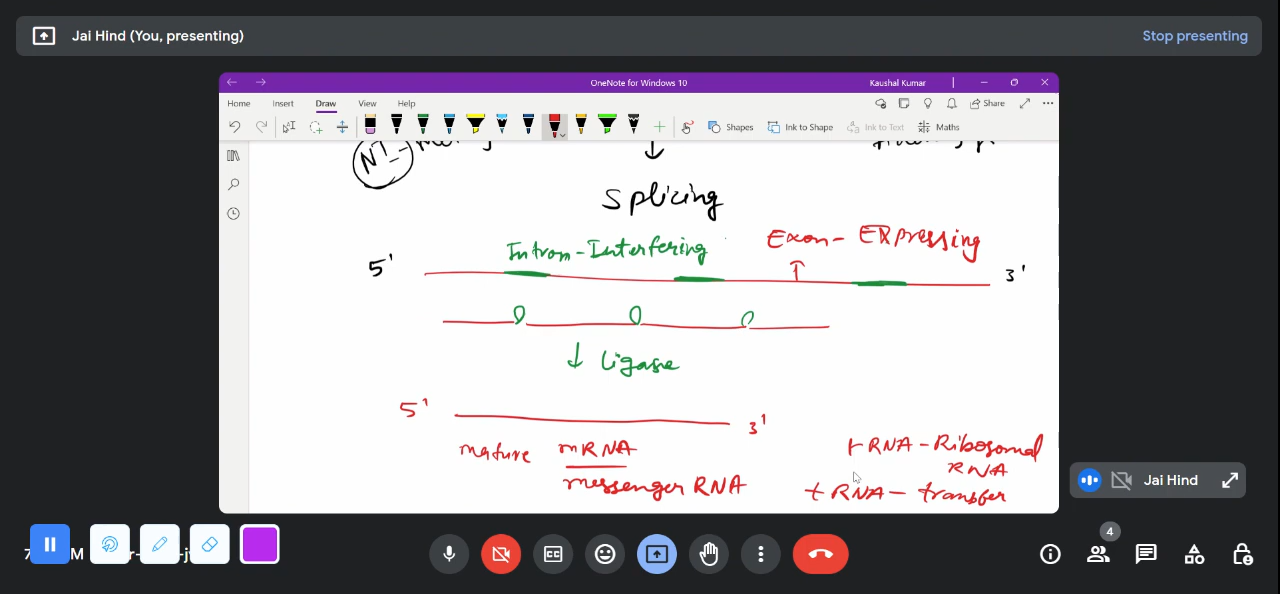 Jai Hind (You, presenting)
Stop presenting
OneNote for Windows 10
Kaushal Kumar
Home Insert Draw View Help
Share
Shapes
Ink to Shape
Ink to Text
Maths
Splicing
Intron-Interfering
Exon- EXpressing
5'
3'
↓ Ligase
5'
3'
mature mRNA
messenger RNA
rRNA-Ribosomal
RNA
tRNA- transfer
Jai Hind
4